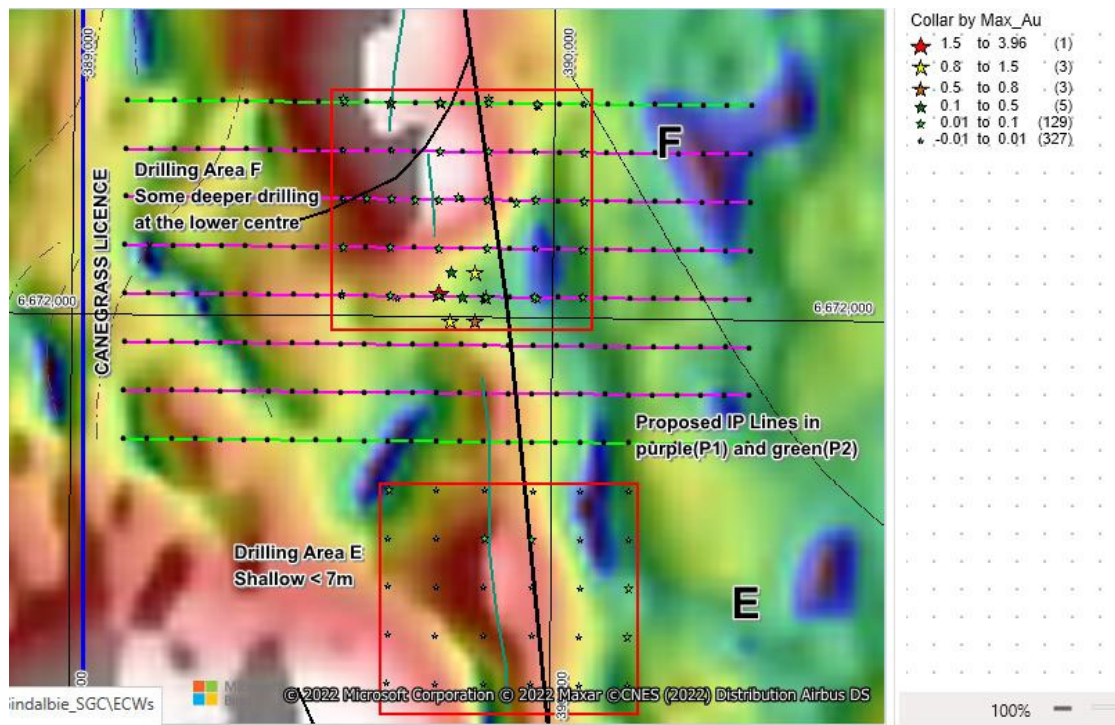 Collar by Max_Au
1.5 to 3.96 (1)
0.8 to 1.5 (3)
0.5 to 0.8 (3)
0.1 to 0.5 (5)
0.01 to 0.1 (129)
-0.01 to 0.01 (327)
389,000
390,000
F
Drilling Area F
Some deeper drilling
at the lower centre
CANEGRASS LICENCE
6,672,000
6,672,000
Proposed IP Lines in
purple(P1) and green(P2)
Drilling Area E
Shallow < 7m
E
© 2022 Microsoft Corporation © 2022 Maxar ©CNES (2022) Distribution Airbus DS
indalbie_SGC\ECWs
100%